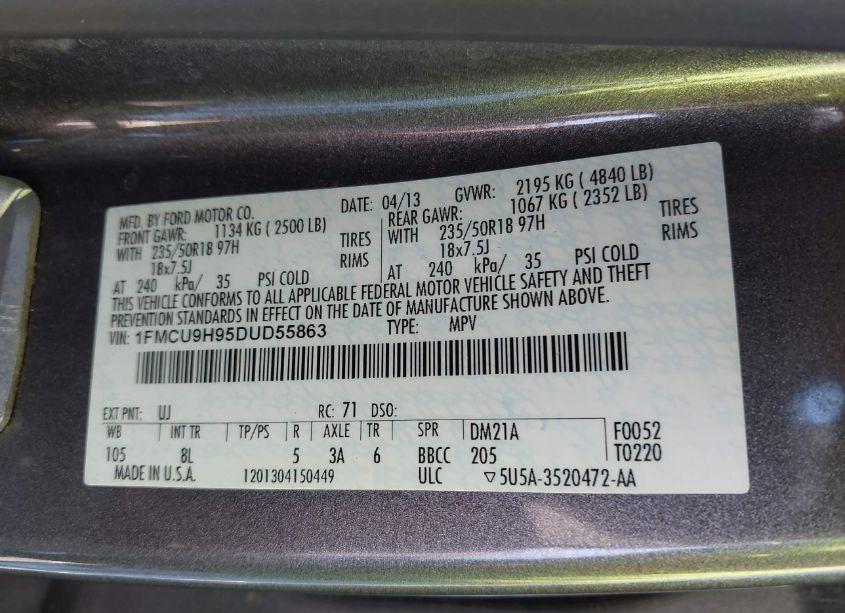 MFD. BY FORD MOTOR CO. DATE: 04/13 GVWR: 2195 KG ( 4840 LB)
FRONT GAWR: 1134 KG ( 2500 LB) REAR GAWR: 1067 KG ( 2352 LB)
WITH 235/50R18 97H TIRES WITH 235/50R18 97H TIRES
18x7.5J RIMS 18x7.5J RIMS
AT 240 kPa/ 35 PSI COLD AT 240 kPa/ 35 PSI COLD
THIS VEHICLE CONFORMS TO ALL APPLICABLE FEDERAL MOTOR VEHICLE SAFETY AND THEFT
PREVENTION STANDARDS IN EFFECT ON THE DATE OF MANUFACTURE SHOWN ABOVE.
VIN: 1FMCU9H95DUD55863 TYPE: MPV
EXT PNT: UJ RC: 71 DSO:
WB INT TR TP/PS R AXLE TR SPR DM21A F0052
105 8L 5 3A 6 BBCC 205 T0220
MADE IN U.S.A. 1201304150449 ULC ▽5U5A-3520472-AA